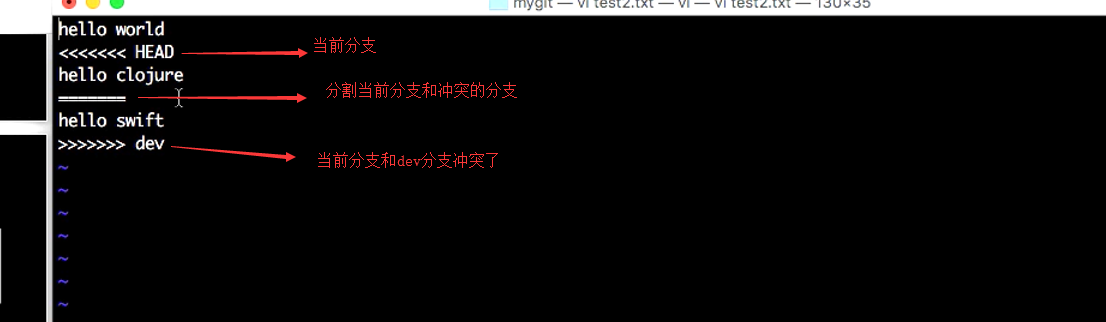 mygit — vi test2.txt — vi — vi test2.txt — 130×35
hello world
<<<<<<< HEAD
当前分支
hello clojure
=======
分割当前分支和冲突的分支
hello swift
>>>>>>> dev
当前分支和dev分支冲突了
~
~
~
~
~
~
~